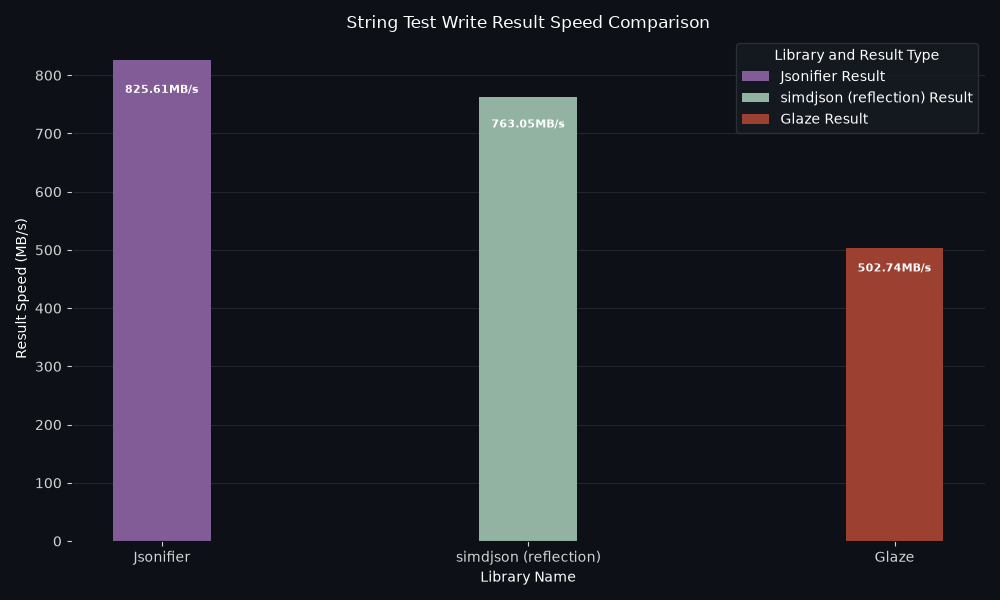 String Test Write Result Speed Comparison
Library and Result Type
Jsonifier Result
simdjson (reflection) Result
Glaze Result
Result Speed (MB/s)
800
700
600
500
400
300
200
100
0
825.61MB/s
763.05MB/s
502.74MB/s
Jsonifier
simdjson (reflection)
Glaze
Library Name